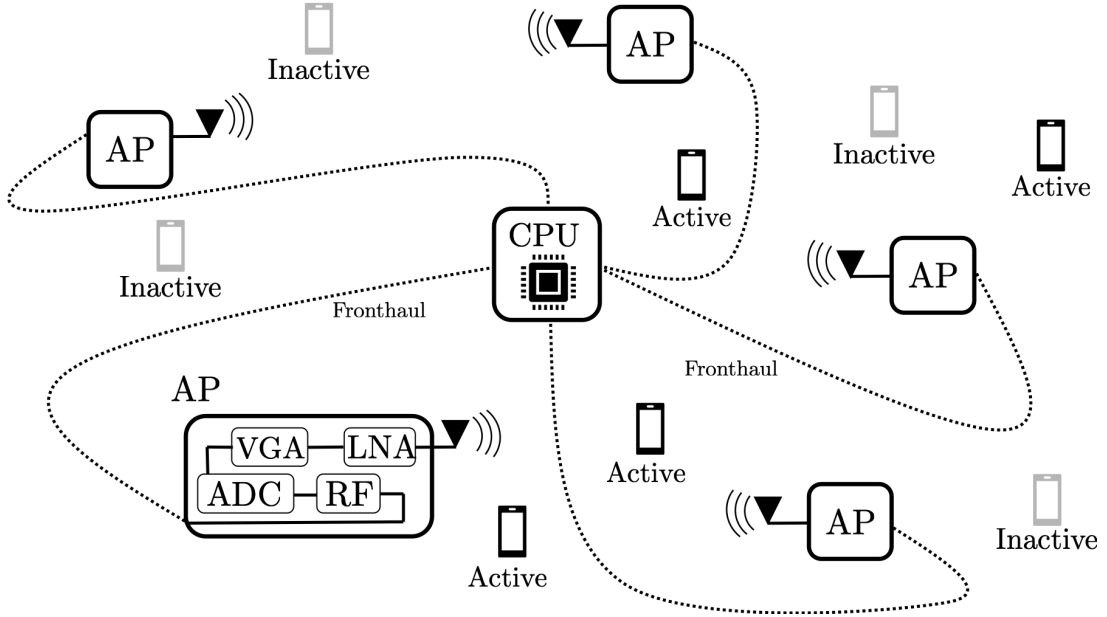 Inactive
AP
AP
Inactive
Active
Active
Inactive
CPU
AP
Fronthaul
Fronthaul
AP
VGA
LNA
ADC
RF
Active
AP
Inactive
Active